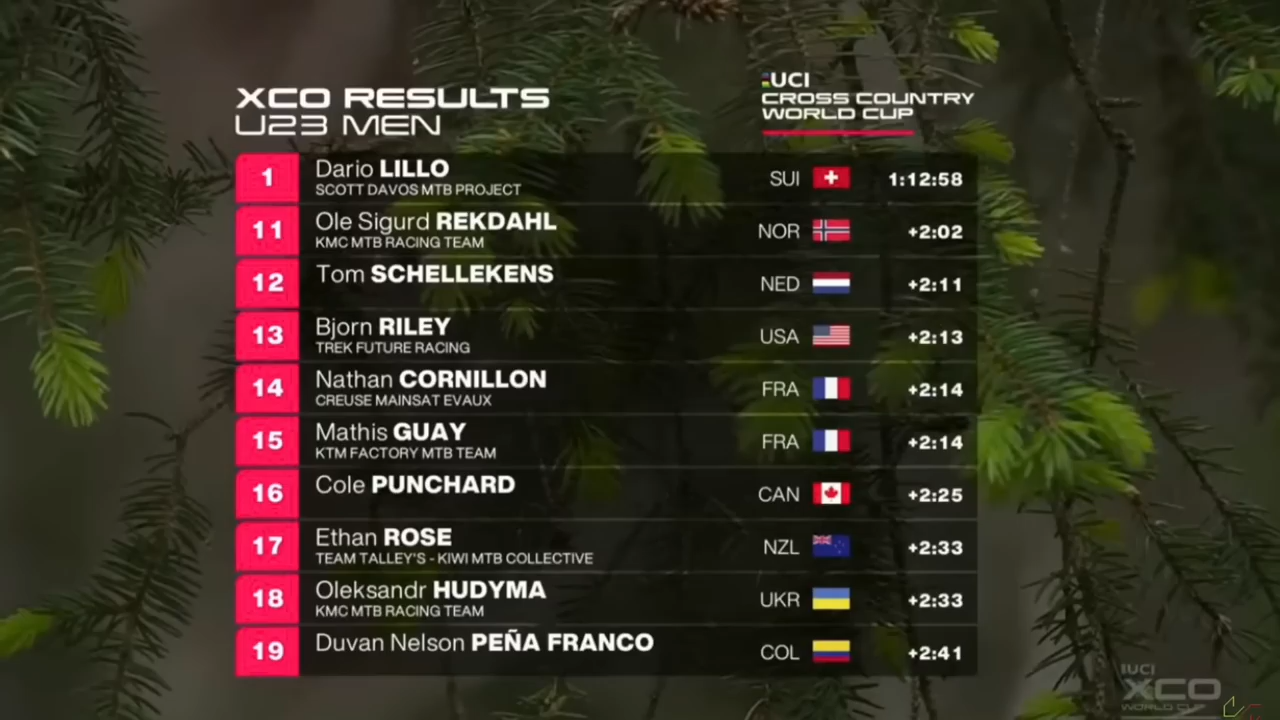 XCO RESULTS
U23 MEN
UCI
CROSS COUNTRY
WORLD CUP
1 Dario LILLO SUI 1:12:58
SCOTT DAVOS MTB PROJECT
11 Ole Sigurd REKDAHL NOR +2:02
KMC MTB RACING TEAM
12 Tom SCHELLEKENS NED +2:11
13 Bjorn RILEY USA +2:13
TREK FUTURE RACING
14 Nathan CORNILLON FRA +2:14
CREUSE MAINSAT EVAUX
15 Mathis GUAY FRA +2:14
KTM FACTORY MTB TEAM
16 Cole PUNCHARD CAN +2:25
17 Ethan ROSE NZL +2:33
TEAM TALLEY'S - KIWI MTB COLLECTIVE
18 Oleksandr HUDYMA UKR +2:33
KMC MTB RACING TEAM
19 Duvan Nelson PEÑA FRANCO COL +2:41
UCI
XCO
WORLD CUP